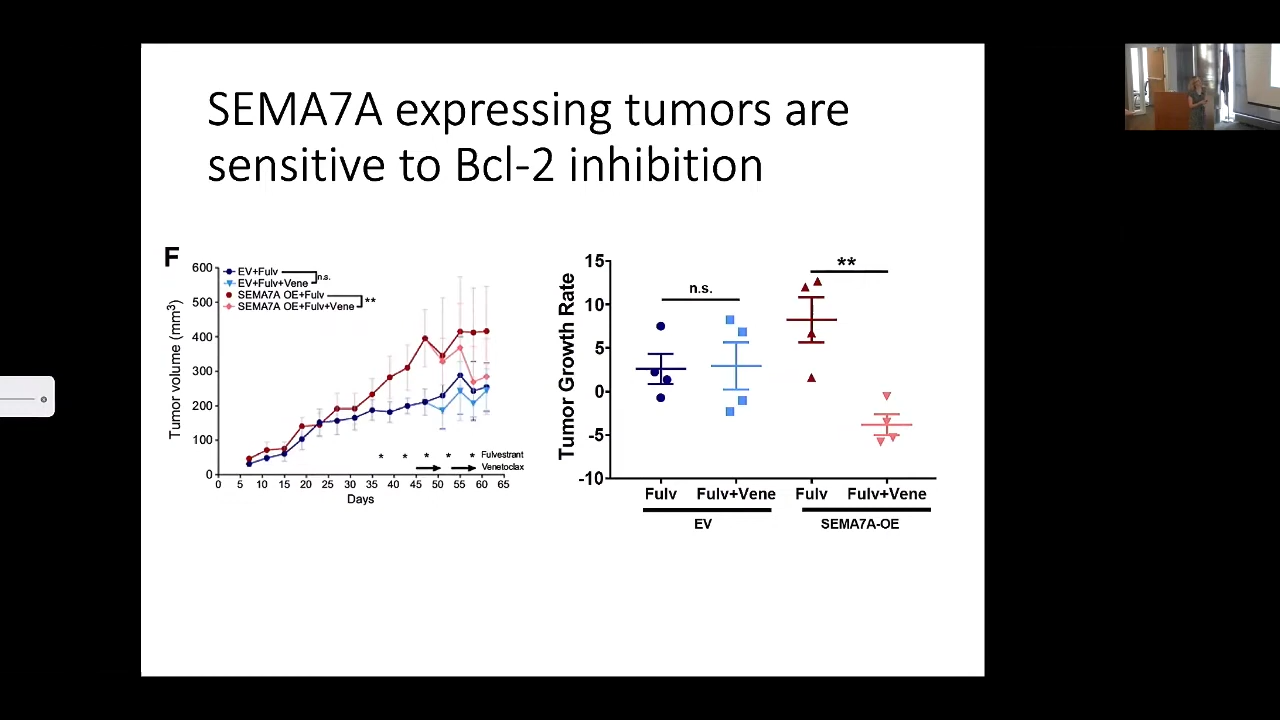 SEMA7A expressing tumors are
sensitive to Bcl-2 inhibition
F
600
500
400
300
200
100
0
Tumor volume (mm³)
EV+Fulv
EV+Fulv+Vene
n.s.
SEMA7A OE+Fulv
SEMA7A OE+Fulv+Vene
**
* * * * * Fulvestrant
Venetoclax
0 5 10 15 20 25 30 35 40 45 50 55 60 65
Days
15
10
5
0
-5
-10
Tumor Growth Rate
n.s.
**
Fulv Fulv+Vene Fulv Fulv+Vene
EV SEMA7A-OE